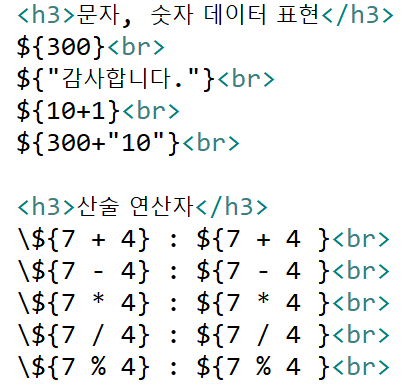 <h3>문자, 숫자 데이터 표현</h3>
${300}<br>
${"감사합니다."}<br>
${10+1}<br>
${300+"10"}<br>
<h3>산술 연산자</h3>
\${7 + 4} : ${7 + 4 }<br>
\${7 - 4} : ${7 - 4 }<br>
\${7 * 4} : ${7 * 4 }<br>
\${7 / 4} : ${7 / 4 }<br>
\${7 % 4} : ${7 % 4 }<br>